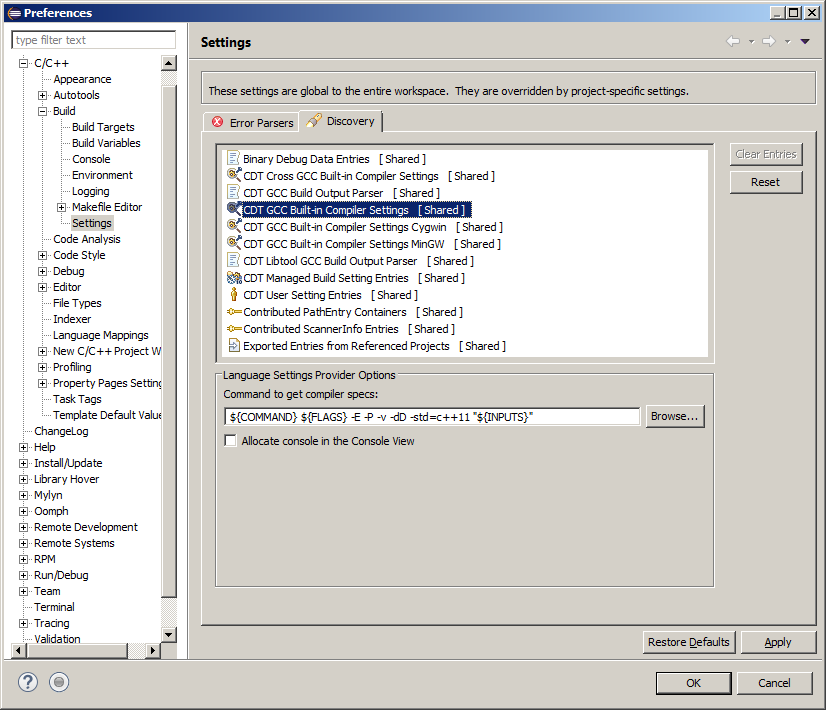 Preferences
type filter text
C/C++
Appearance
Autotools
Build
Build Targets
Build Variables
Console
Environment
Logging
Makefile Editor
Settings
Code Analysis
Code Style
Debug
Editor
File Types
Indexer
Language Mappings
New C/C++ Project W
Profiling
Property Pages Setting
Task Tags
Template Default Value
ChangeLog
Help
Install/Update
Library Hover
Mylyn
Oomph
Remote Development
Remote Systems
RPM
Run/Debug
Team
Terminal
Tracing
Validation
Settings
These settings are global to the entire workspace. They are overridden by project-specific settings.
Error Parsers Discovery
Binary Debug Data Entries [ Shared ]
CDT Cross GCC Built-in Compiler Settings [ Shared ]
CDT GCC Build Output Parser [ Shared ]
CDT GCC Built-in Compiler Settings [ Shared ]
CDT GCC Built-in Compiler Settings Cygwin [ Shared ]
CDT GCC Built-in Compiler Settings MinGW [ Shared ]
CDT Libtool GCC Build Output Parser [ Shared ]
CDT Managed Build Setting Entries [ Shared ]
CDT User Setting Entries [ Shared ]
Contributed PathEntry Containers [ Shared ]
Contributed ScannerInfo Entries [ Shared ]
Exported Entries from Referenced Projects [ Shared ]
Clear Entries
Reset
Language Settings Provider Options
Command to get compiler specs:
${COMMAND} ${FLAGS} -E -P -v -dD -std=c++11 "${INPUTS}"
Browse...
Allocate console in the Console View
Restore Defaults Apply
OK Cancel